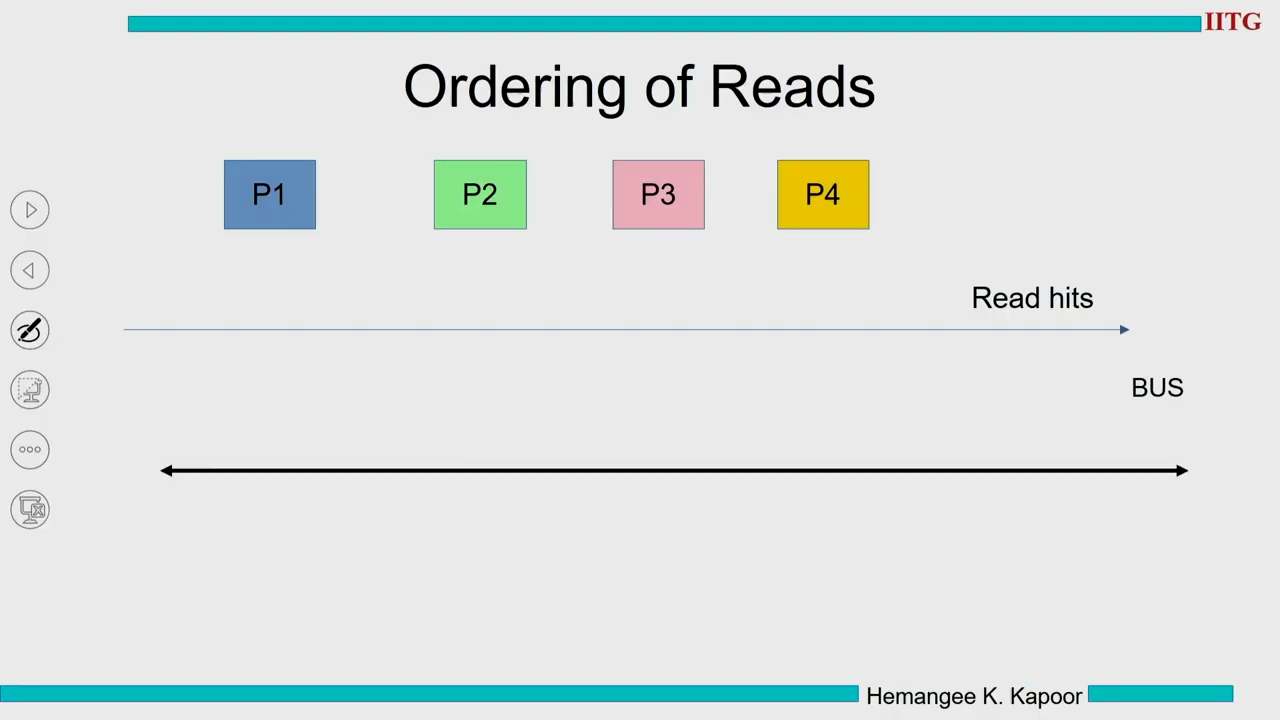 IITG
Ordering of Reads
P1 P2 P3 P4
Read hits
BUS
Hemangee K. Kapoor